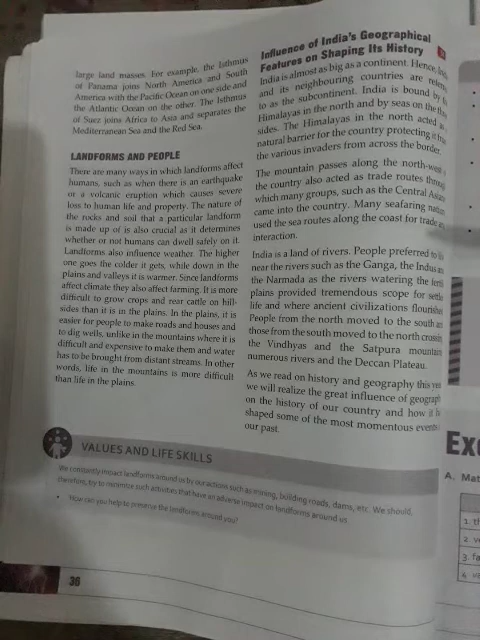 large land masses. For example, the Isthmus
of Panama joins North America and South
America with the Pacific Ocean on one side and
the Atlantic Ocean on the other. The Isthmus
of Suez joins Africa to Asia and separates the
Mediterranean Sea and the Red Sea.
LANDFORMS AND PEOPLE
There are many ways in which landforms affect
humans, such as when there is an earthquake
or a volcanic eruption which causes severe
loss to human life and property. The nature of
the rocks and soil that a particular landform
is made up of is also crucial as it determines
whether or not humans can dwell safely on it.
Landforms also influence weather. The higher
one goes the colder it gets, while down in the
plains and valleys it is warmer. Since landforms
affect climate they also affect farming. It is more
difficult to grow crops and rear cattle on hill-
sides than it is in the plains. In the plains, it is
easier for people to make roads and houses and
to dig wells, unlike in the mountains where it is
difficult and expensive to make them and water
has to be brought from distant streams. In other
words, life in the mountains is more difficult
than life in the plains.
Influence of India's Geographical
Features on Shaping Its History
India is almost as big as a continent. Hence,
and its neighbouring countries are
to as the subcontinent. India is bound by
Himalayas in the north and by seas on the
sides. The Himalayas in the north acted
natural barrier for the country protecting it
the various invaders from across the border.
The mountain passes along the north-west
the country also acted as trade routes
which many groups, such as the Central Asian
came into the country. Many seafaring
used the sea routes along the coast for trade
interaction.
India is a land of rivers. People preferred to
near the rivers such as the Ganga, the Indus
the Narmada as the rivers watering the
plains provided tremendous scope for
life and where ancient civilizations
People from the north moved to the south
those from the south moved to the north
the Vindhyas and the Satpura
numerous rivers and the Deccan Plateau.
As we read on history and geography this
we will realize the great influence of
on the history of our country and how it
shaped some of the most momentous events
our past.
VALUES AND LIFE SKILLS
We constantly impact landforms around us by our actions such as mining, building roads, dams, etc. We should,
therefore, try to minimize such activities that have an adverse impact on landforms around us.
• How can you help to preserve the landforms around you?
36
A. Mat
1.
2.
3. fa
4.